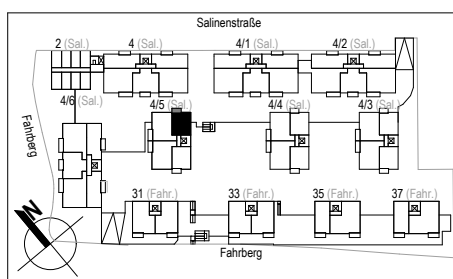 Salinenstraße
2 (Sal.) 4 (Sal.) 4/1 (Sal.) 4/2 (Sal.)
4/6 (Sal.) 4/5 (Sal.) 4/4 (Sal.) 4/3 (Sal.)
Fahrberg
31 (Fahr.) 33 (Fahr.) 35 (Fahr.) 37 (Fahr.)
N
Fahrberg